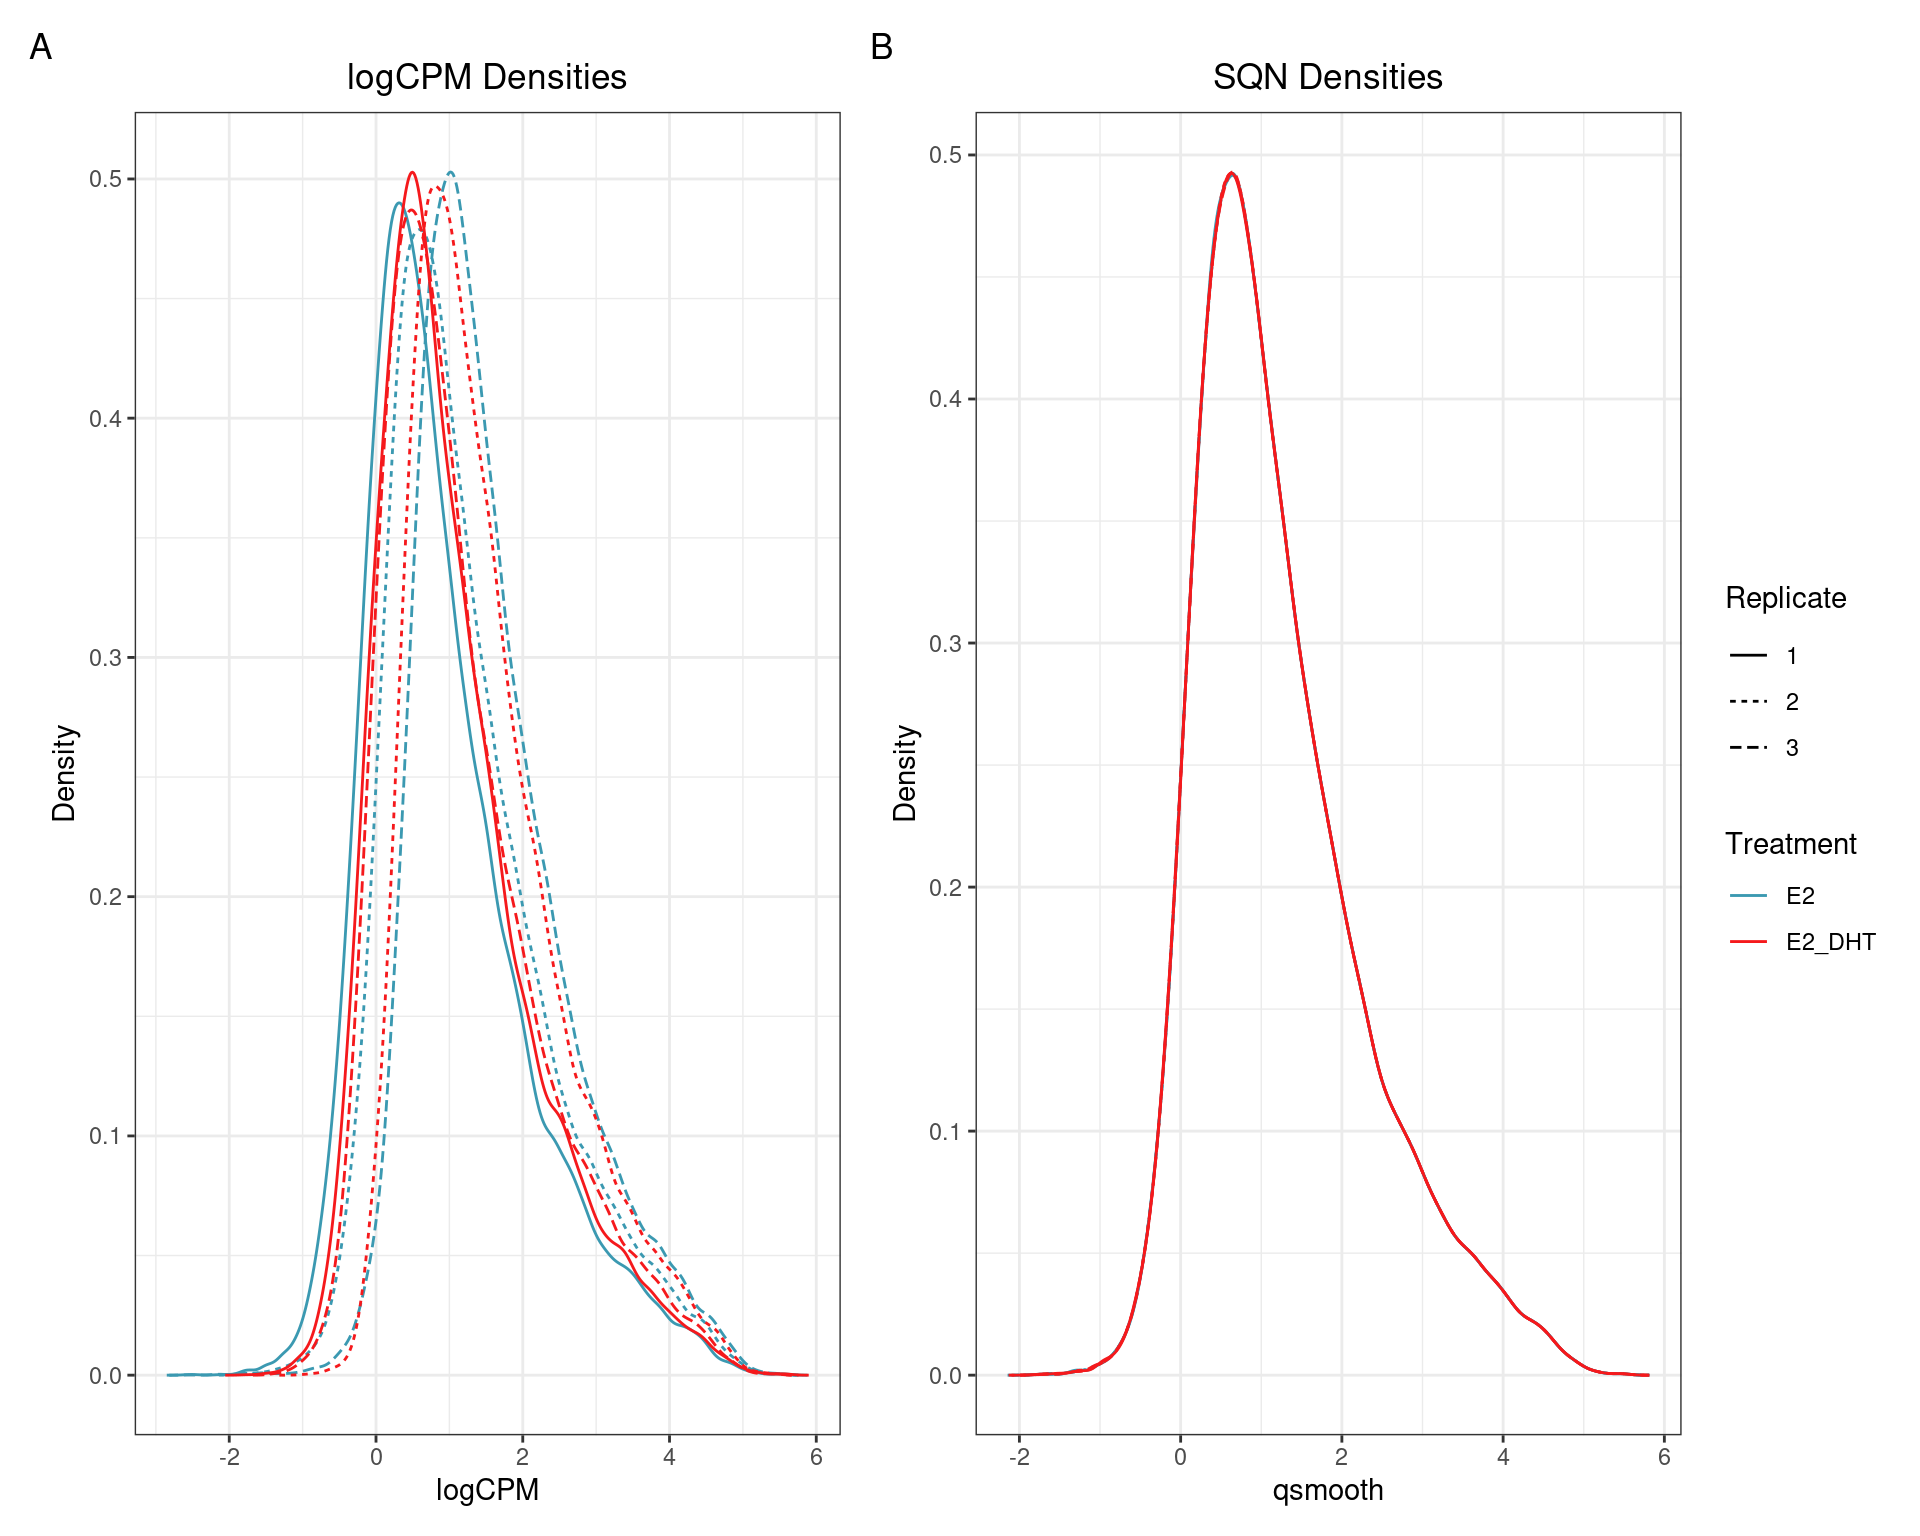 A
logCPM Densities
0.5
0.4
0.3
0.2
0.1
0.0
Density
-2 0 2 4 6
logCPM
B
SQN Densities
0.5
0.4
0.3
0.2
0.1
0.0
Density
-2 0 2 4 6
qsmooth
Replicate
1
2
3
Treatment
E2
E2_DHT